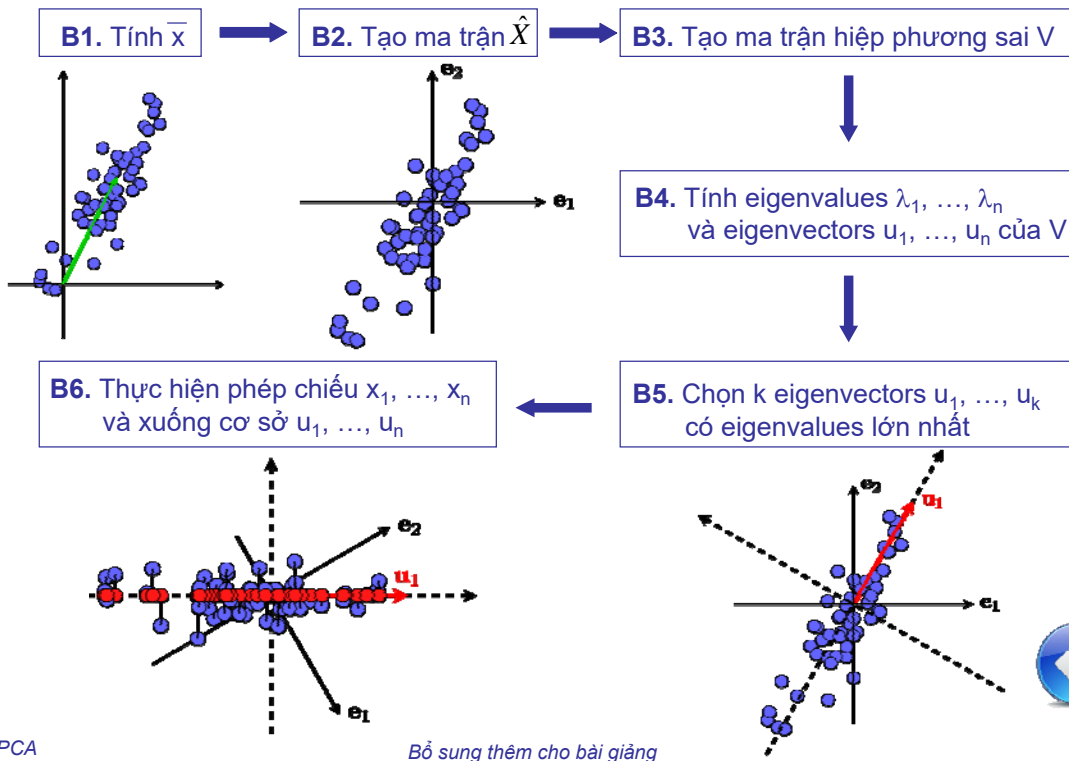 B1. Tính x̅
B2. Tạo ma trận X̂
B3. Tạo ma trận hiệp phương sai V
e₂
e₁
B4. Tính eigenvalues λ₁, …, λₙ
và eigenvectors u₁, …, uₙ của V
B5. Chọn k eigenvectors u₁, …, uₖ
có eigenvalues lớn nhất
B6. Thực hiện phép chiếu x₁, …, xₙ
và xuống cơ sở u₁, …, uₙ
e₂
u₁
e₁
e₂
u₁
e₁
PCA
Bổ sung thêm cho bài giảng